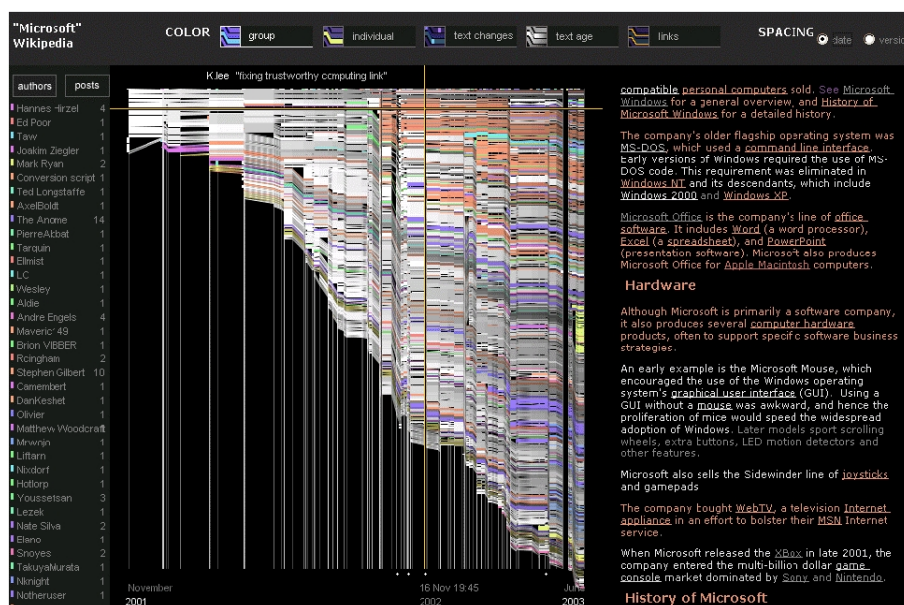 "Microsoft"
Wikipedia
COLOR
group
individual
text changes
text age
links
SPACING
date
versio
authors
posts
K.lee "fixing trustworthy computing link"
Hannes Hirzel 4
Ed Poor 1
Taw 1
Joakim Ziegler 1
Mark Ryan 2
Conversion script 1
Ted Longstaffe 1
AxelBoldt 1
The Anome 14
PierreAbbat 1
Tarquin 1
Ellmist 1
LC 1
Wesley 1
Aldie 1
Andre Engels 4
Maveric149 1
Brion VIBBER 1
Rcingham 2
Stephen Gilbert 10
Camembert 1
DanKeshet 1
Olivier 1
Matthew Woodcraft
Mrwojo 1
Liftarn 1
Nixdorf 1
Hotlorp 1
Youssefsan 3
Lezek 1
Nate Silva 2
Eleno 1
Snoyes 2
TakuyaMurata 1
Nknight 1
Notheruser 1
November
2001
16 Nov 19:45
2002
June
2003
compatible personal computers sold. See Microsoft
Windows for a general overview, and History of
Microsoft Windows for a detailed history.
The company's older flagship operating system was
MS-DOS, which used a command line interface.
Early versions of Windows required the use of MS-
DOS code. This requirement was eliminated in
Windows NT and its descendants, which include
Windows 2000 and Windows XP.
Microsoft Office is the company's line of office
software. It includes Word (a word processor),
Excel (a spreadsheet), and PowerPoint
(presentation software). Microsoft also produces
Microsoft Office for Apple Macintosh computers.
Hardware
Although Microsoft is primarily a software company,
it also produces several computer hardware
products, often to support specific software business
strategies.
An early example is the Microsoft Mouse, which
encouraged the use of the Windows operating
system's graphical user interface (GUI). Using a
GUI without a mouse was awkward, and hence the
proliferation of mice would speed the widespread
adoption of Windows. Later models sport scrolling
wheels, extra buttons, LED motion detectors and
other features.
Microsoft also sells the Sidewinder line of joysticks
and gamepads
The company bought WebTV, a television Internet
appliance in an effort to bolster their MSN Internet
service.
When Microsoft released the XBox in late 2001, the
company entered the multi-billion dollar game
console market dominated by Sony and Nintendo.
History of Microsoft